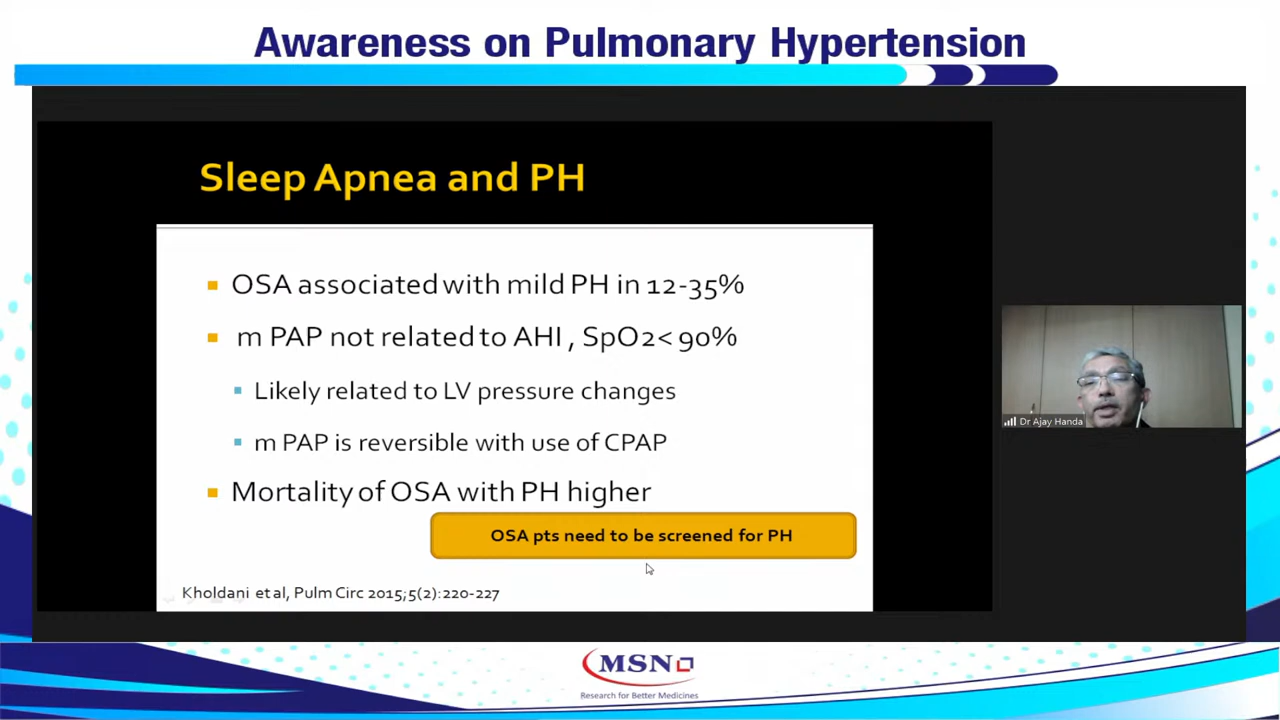 Awareness on Pulmonary Hypertension
Sleep Apnea and PH
OSA associated with mild PH in 12-35%
m PAP not related to AHI , SpO2< 90%
Likely related to LV pressure changes
m PAP is reversible with use of CPAP
Mortality of OSA with PH higher
OSA pts need to be screened for PH
Kholdani et al, Pulm Circ 2015;5(2):220-227
Dr Ajay Handa
MSN
Research for Better Medicines